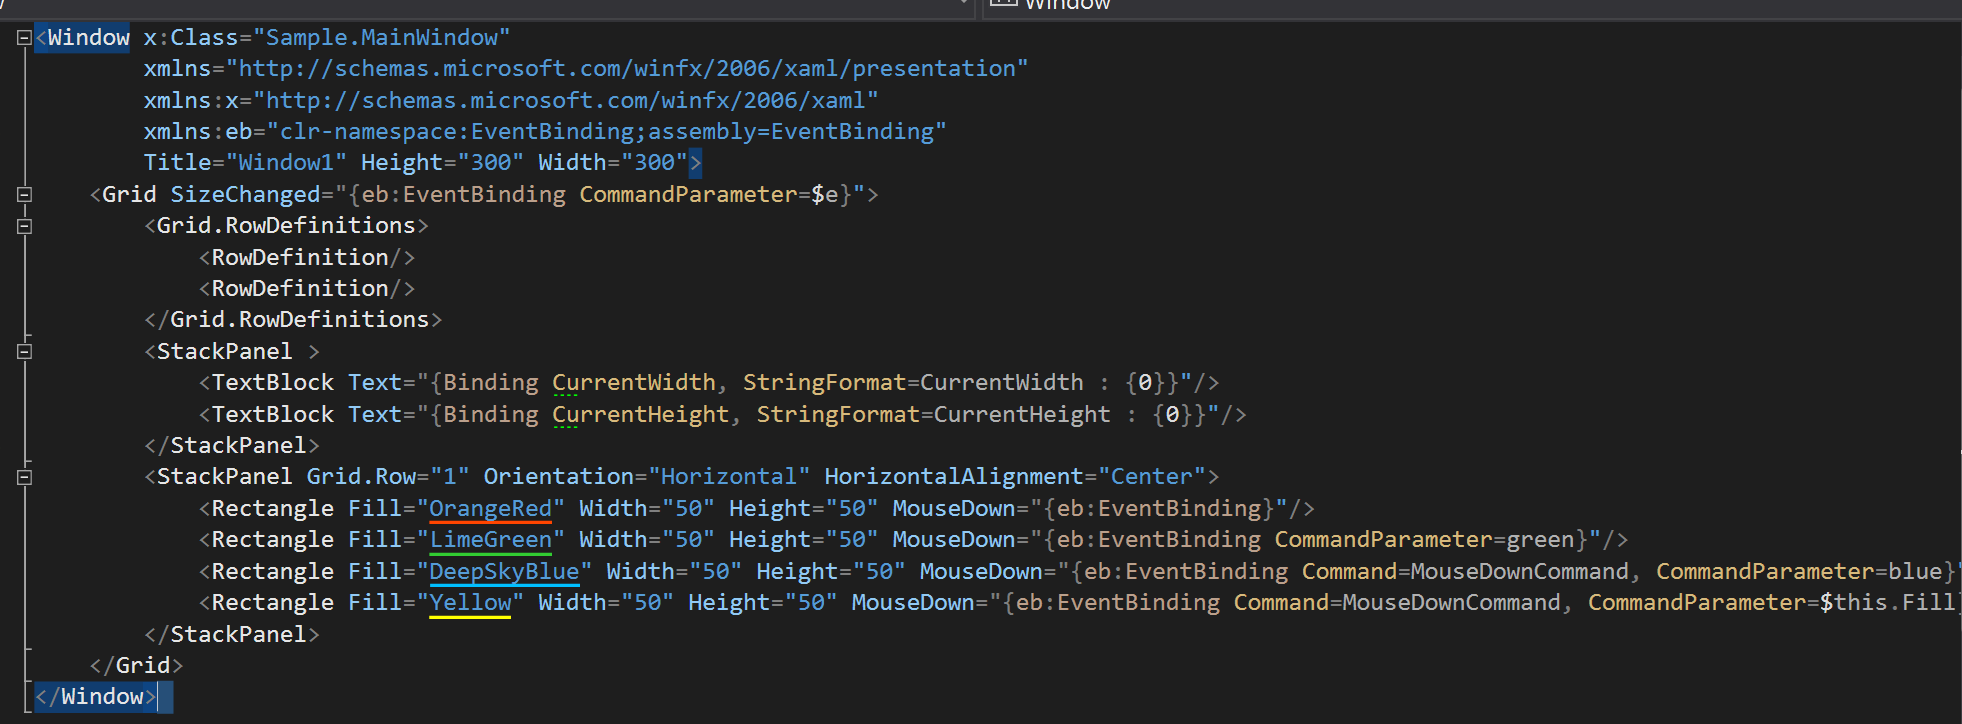 Window
<Window x:Class="Sample.MainWindow"
xmlns="http://schemas.microsoft.com/winfx/2006/xaml/presentation"
xmlns:x="http://schemas.microsoft.com/winfx/2006/xaml"
xmlns:eb="clr-namespace:EventBinding;assembly=EventBinding"
Title="Window1" Height="300" Width="300">
<Grid SizeChanged="{eb:EventBinding CommandParameter=$e}">
<Grid.RowDefinitions>
<RowDefinition/>
<RowDefinition/>
</Grid.RowDefinitions>
<StackPanel >
<TextBlock Text="{Binding CurrentWidth, StringFormat=CurrentWidth : {0}}"/>
<TextBlock Text="{Binding CurrentHeight, StringFormat=CurrentHeight : {0}}"/>
</StackPanel>
<StackPanel Grid.Row="1" Orientation="Horizontal" HorizontalAlignment="Center">
<Rectangle Fill="OrangeRed" Width="50" Height="50" MouseDown="{eb:EventBinding}"/>
<Rectangle Fill="LimeGreen" Width="50" Height="50" MouseDown="{eb:EventBinding CommandParameter=green}"/>
<Rectangle Fill="DeepSkyBlue" Width="50" Height="50" MouseDown="{eb:EventBinding Command=MouseDownCommand, CommandParameter=blue}"
<Rectangle Fill="Yellow" Width="50" Height="50" MouseDown="{eb:EventBinding Command=MouseDownCommand, CommandParameter=$this.Fill}
</StackPanel>
</Grid>
</Window>